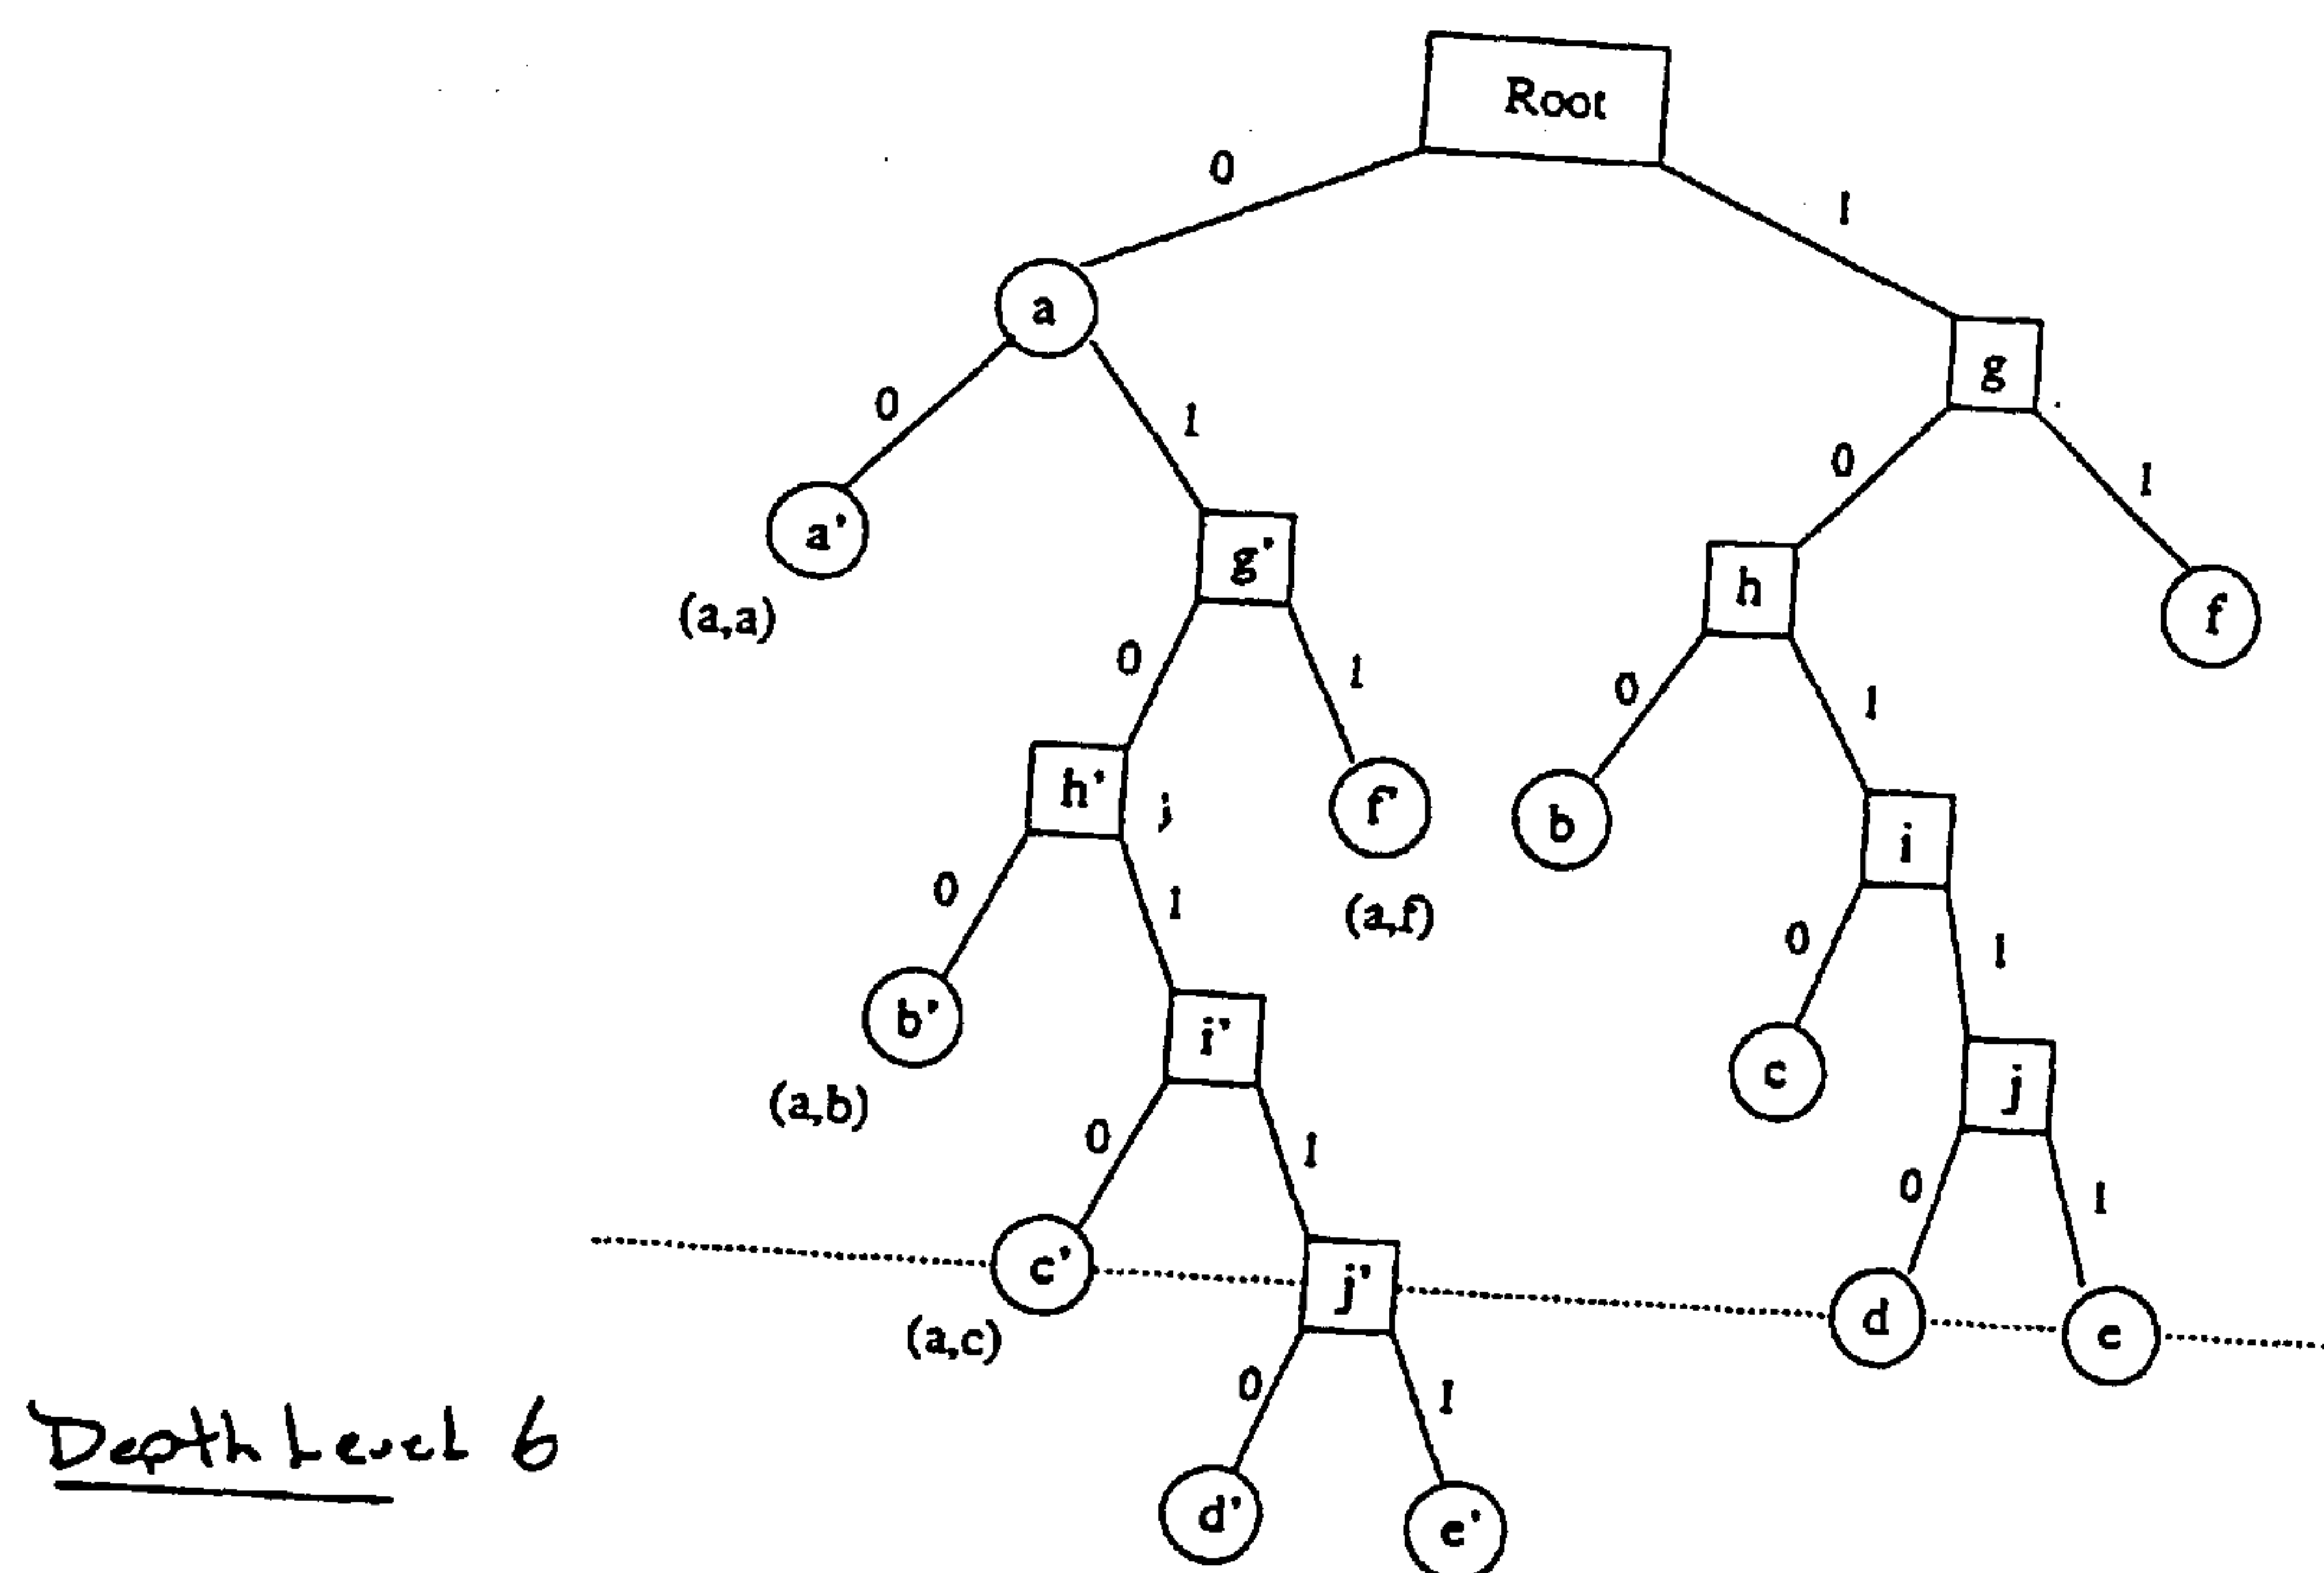 Root
0
1
a
g
0
1
0
1
a'
g'
h
f
(a,a)
0
1
0
1
h'
j
f'
b
i
0
1
(a,f)
0
1
b'
i'
c
j
(a,b)
0
1
0
1
c'
j'
d
e
(a,c)
0
1
Depth Level 6
d'
e'